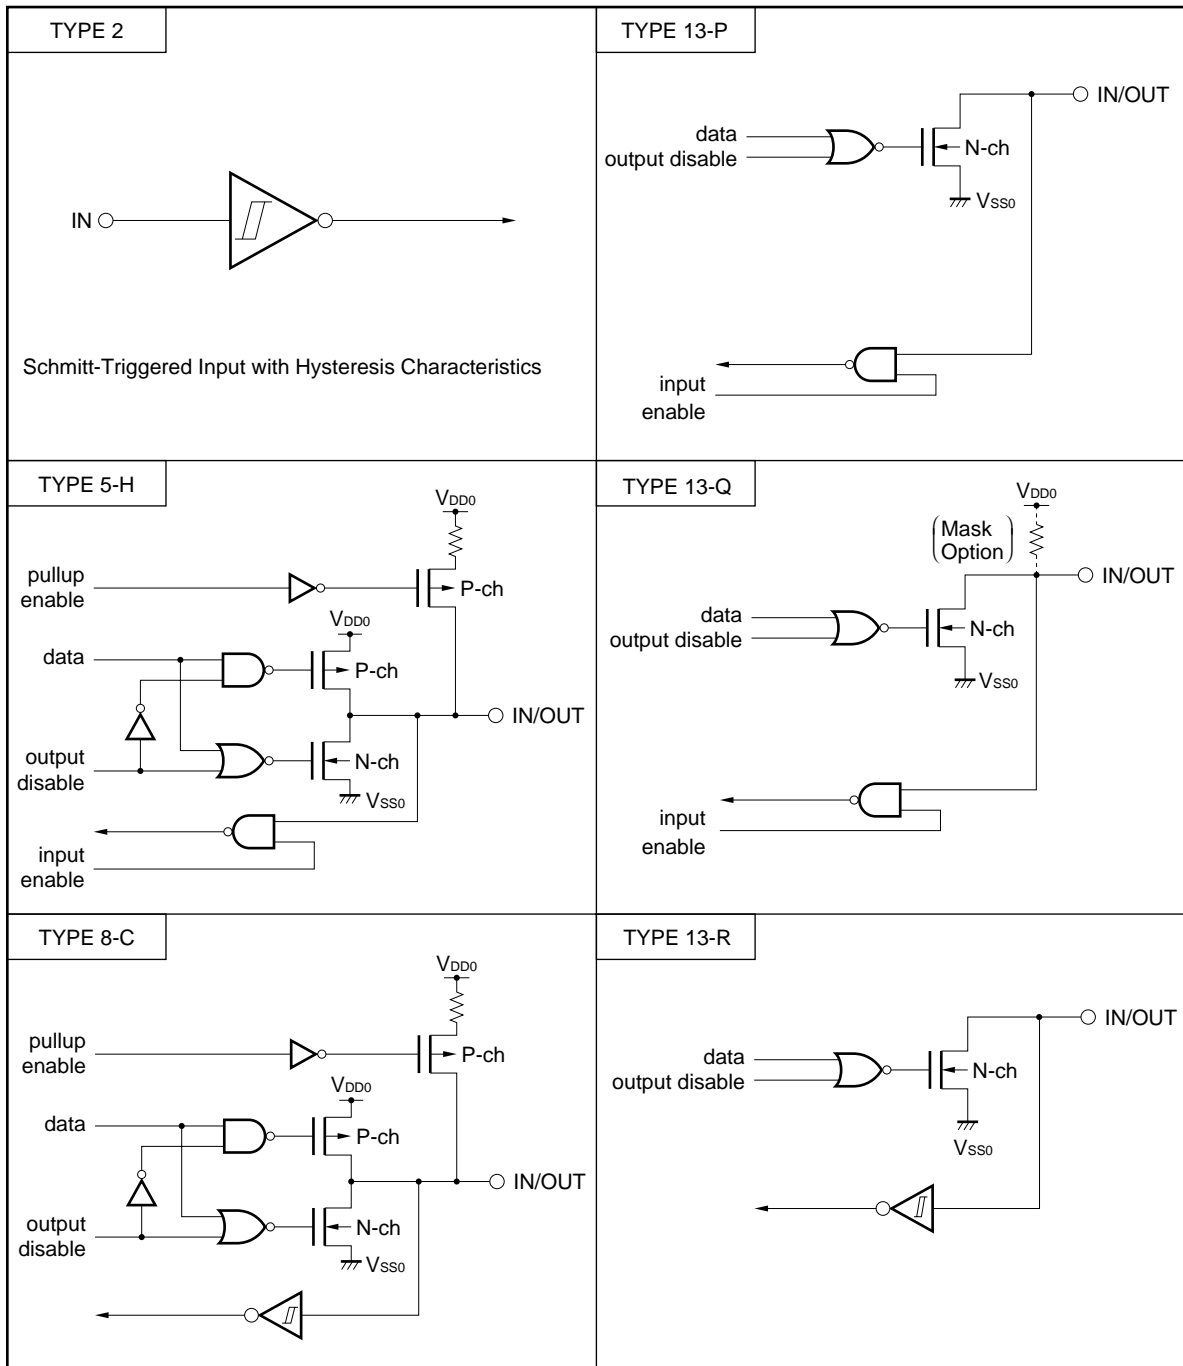 TYPE 2
IN
Schmitt-Triggered Input with Hysteresis Characteristics
TYPE 13-P
IN/OUT
data
output disable
N-ch
VSS0
input
enable
TYPE 5-H
VDD0
pullup
enable
P-ch
VDD0
data
P-ch
IN/OUT
output
disable
N-ch
VSS0
input
enable
TYPE 13-Q
VDD0
(Mask
Option)
IN/OUT
data
output disable
N-ch
VSS0
input
enable
TYPE 8-C
VDD0
pullup
enable
P-ch
VDD0
data
P-ch
IN/OUT
output
disable
N-ch
VSS0
TYPE 13-R
IN/OUT
data
output disable
N-ch
VSS0